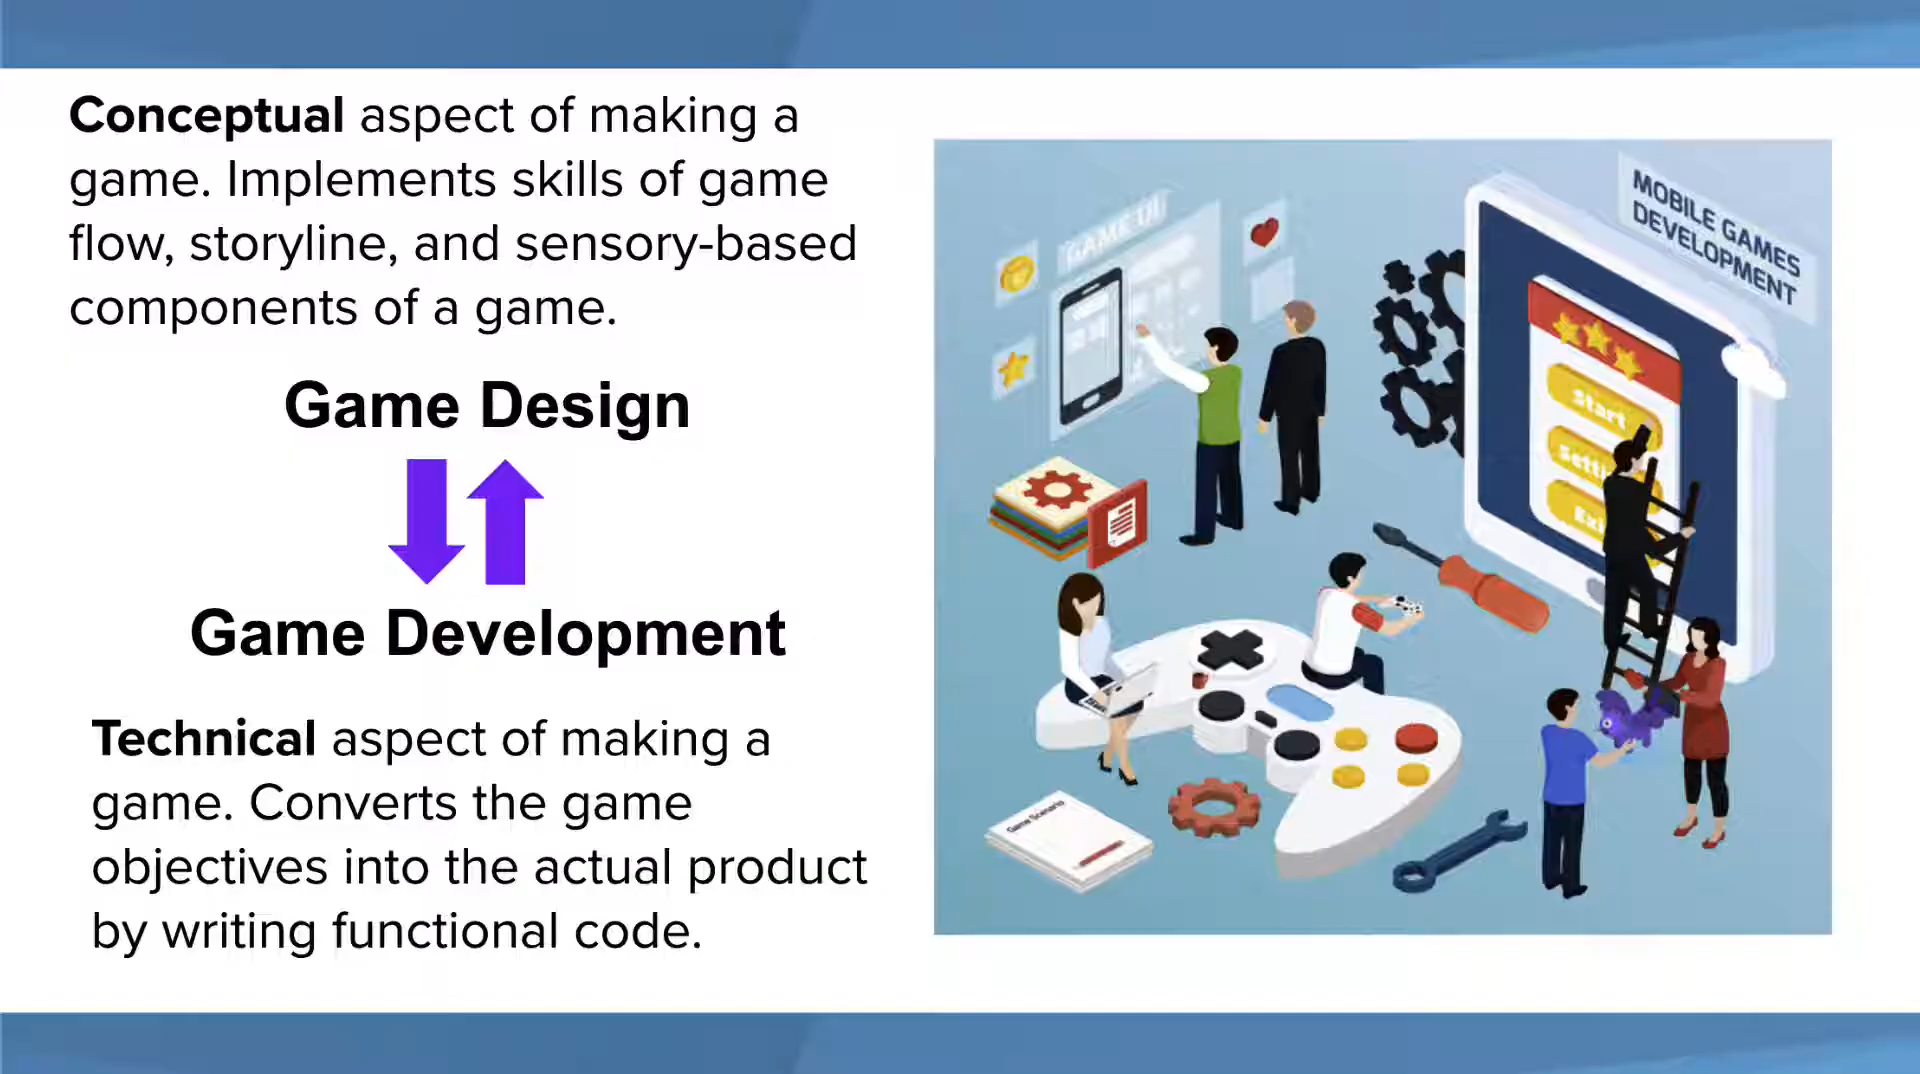 Conceptual aspect of making a
game. Implements skills of game
flow, storyline, and sensory-based
components of a game.
Game Design
Game Development
Technical aspect of making a
game. Converts the game
objectives into the actual product
by writing functional code.
GAME UI
MOBILE GAMES
DEVELOPMENT
Start
Game Scenario